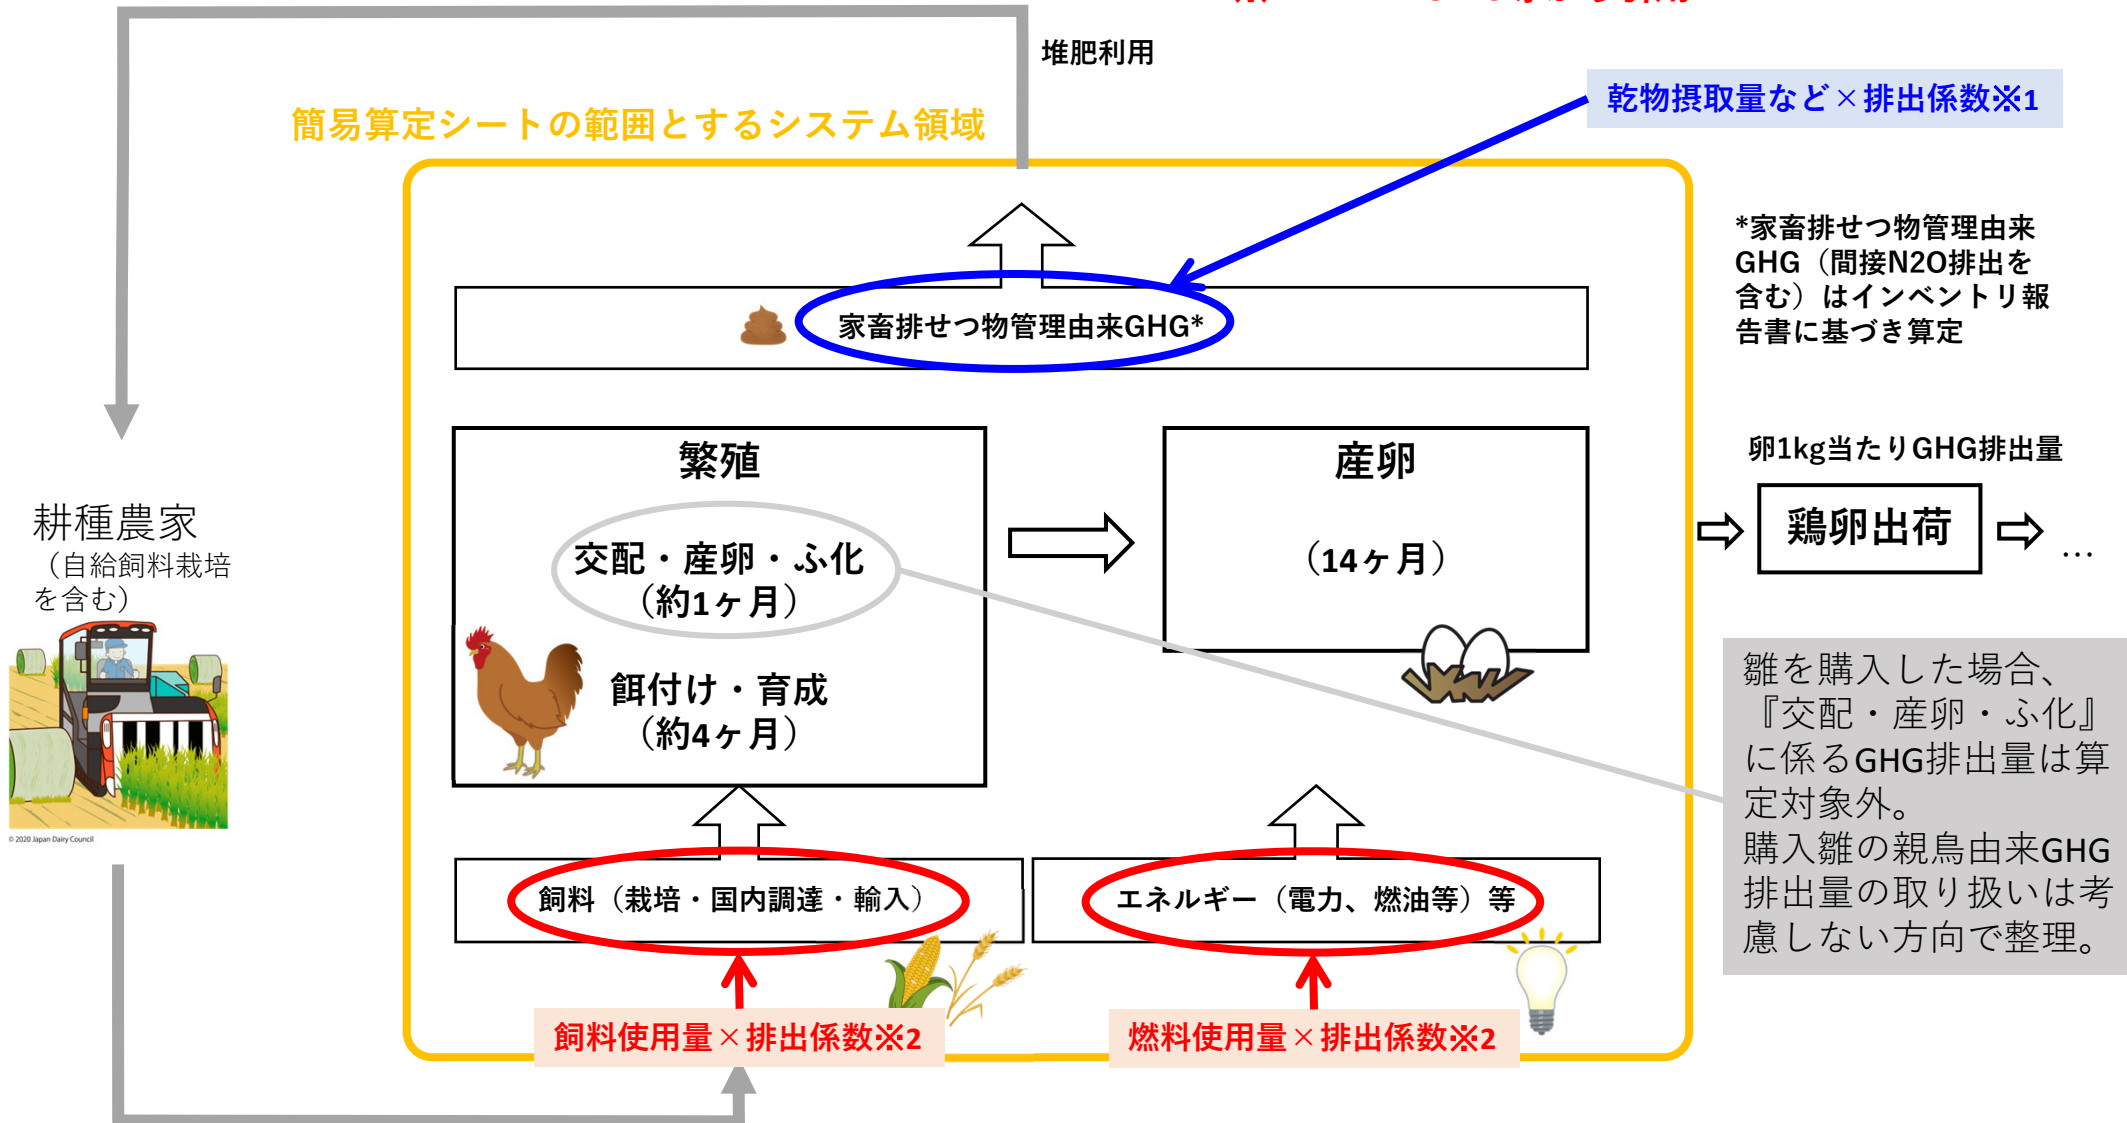 堆肥利用
乾物摂取量など×排出係数※1
簡易算定シートの範囲とするシステム領域
*家畜排せつ物管理由来
GHG（間接N2O排出を
含む）はインベントリ報
告書に基づき算定
家畜排せつ物管理由来GHG*
繁殖
交配・産卵・ふ化
（約1ヶ月）
餌付け・育成
（約4ヶ月）
産卵
（14ヶ月）
卵1kg当たりGHG排出量
鶏卵出荷
…
耕種農家
（自給飼料栽培
を含む）
© 2020 Japan Dairy Council
雛を購入した場合、
『交配・産卵・ふ化』
に係るGHG排出量は算
定対象外。
購入雛の親鳥由来GHG
排出量の取り扱いは考
慮しない方向で整理。
飼料（栽培・国内調達・輸入）
エネルギー（電力、燃油等）等
飼料使用量×排出係数※2
燃料使用量×排出係数※2